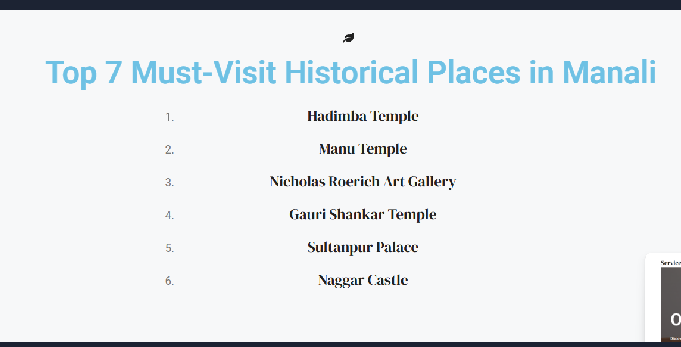 Top 7 Must-Visit Historical Places in Manali
1. Hadimba Temple
2. Manu Temple
3. Nicholas Roerich Art Gallery
4. Gauri Shankar Temple
5. Sultanpur Palace
6. Naggar Castle
Service
O